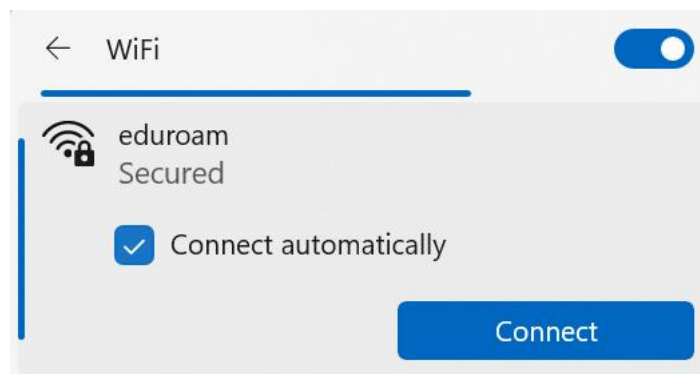 WiFi
eduroam
Secured
Connect automatically
Connect